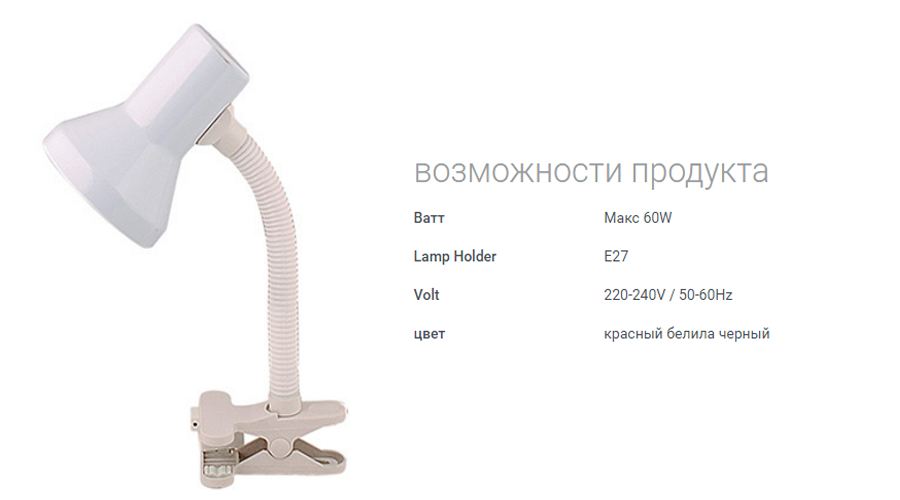 возможности продукта
Ватт Макс 60W
Lamp Holder E27
Volt 220-240V / 50-60Hz
цвет красный белила черный